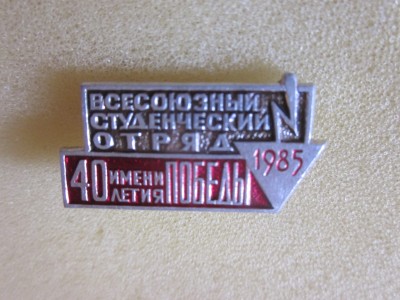 ВСЕСОЮЗНЫЙ
СТУДЕНЧЕСКИЙ
ОТРЯД
1985
40 ИМЕНИ ЛЕТИЯ ПОБЕДЫ